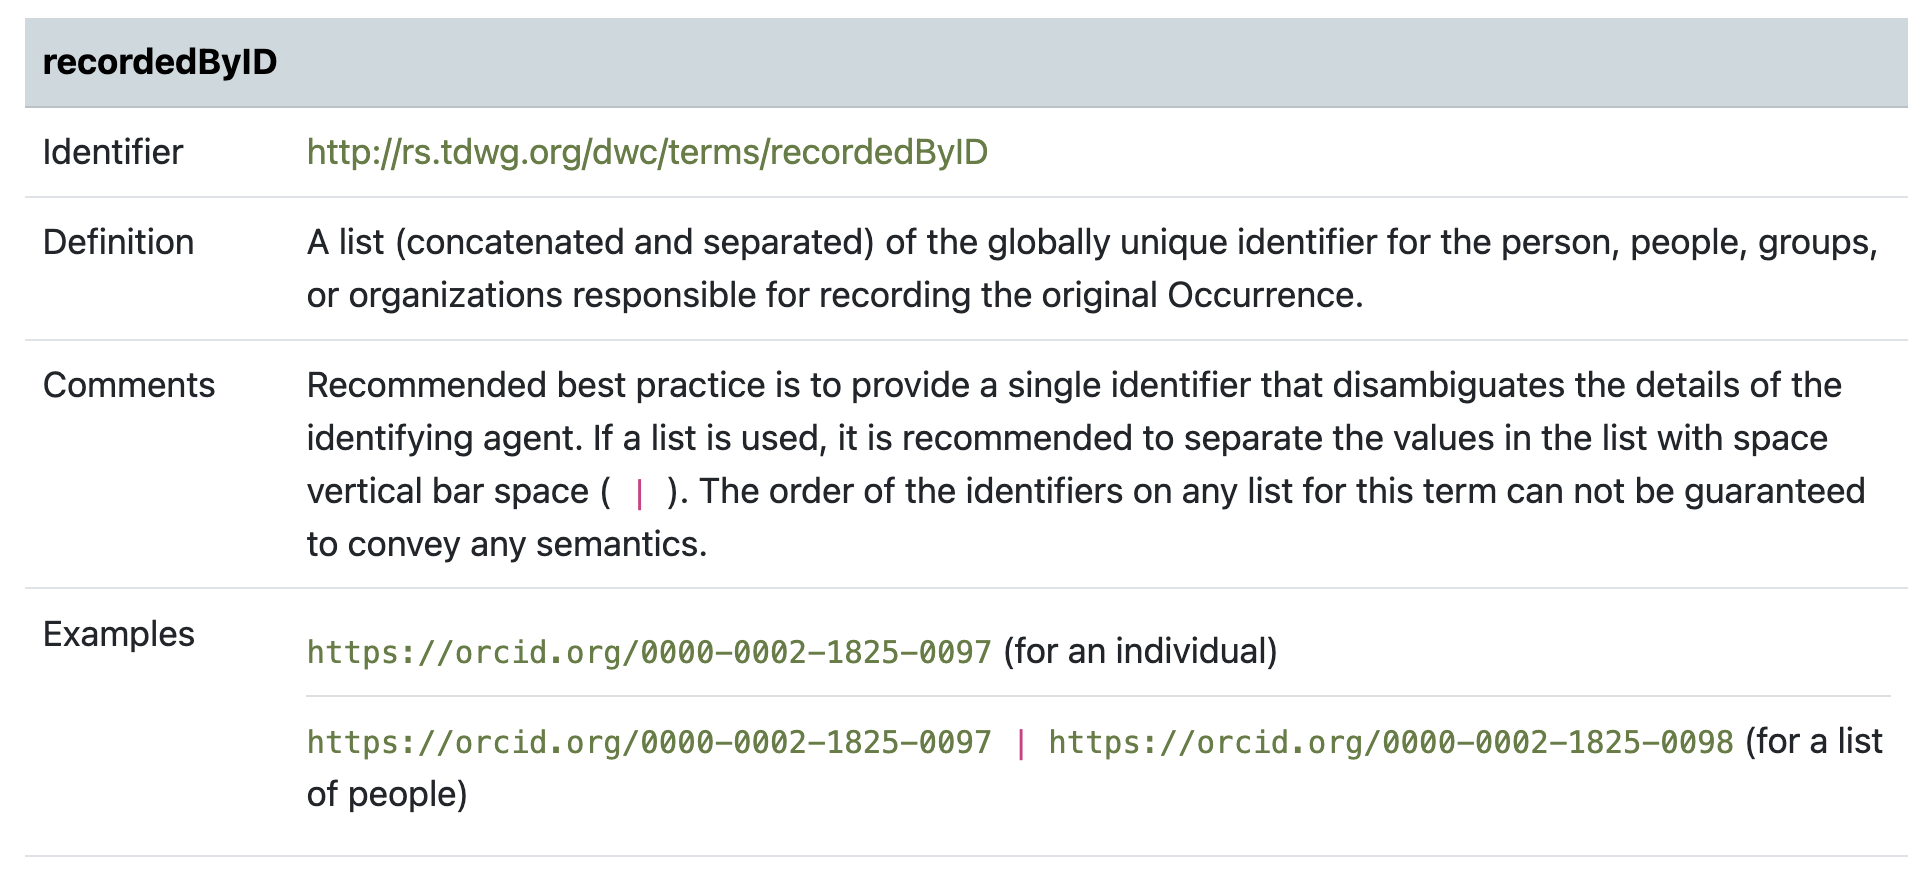 recordedByID
Identifier http://rs.tdwg.org/dwc/terms/recordedByID
Definition A list (concatenated and separated) of the globally unique identifier for the person, people, groups,
or organizations responsible for recording the original Occurrence.
Comments Recommended best practice is to provide a single identifier that disambiguates the details of the
identifying agent. If a list is used, it is recommended to separate the values in the list with space
vertical bar space ( | ). The order of the identifiers on any list for this term can not be guaranteed
to convey any semantics.
Examples https://orcid.org/0000-0002-1825-0097 (for an individual)
https://orcid.org/0000-0002-1825-0097 | https://orcid.org/0000-0002-1825-0098 (for a list
of people)